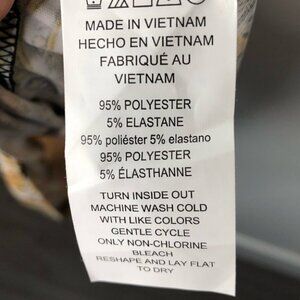 MADE IN VIETNAM
HECHO EN VIETNAM
FABRIQUÉ AU
VIETNAM
95% POLYESTER
5% ELASTANE
95% poliéster 5% elastano
95% POLYESTER
5% ÉLASTHANNE
TURN INSIDE OUT
MACHINE WASH COLD
WITH LIKE COLORS
GENTLE CYCLE
ONLY NON-CHLORINE
BLEACH
RESHAPE AND LAY FLAT
TO DRY